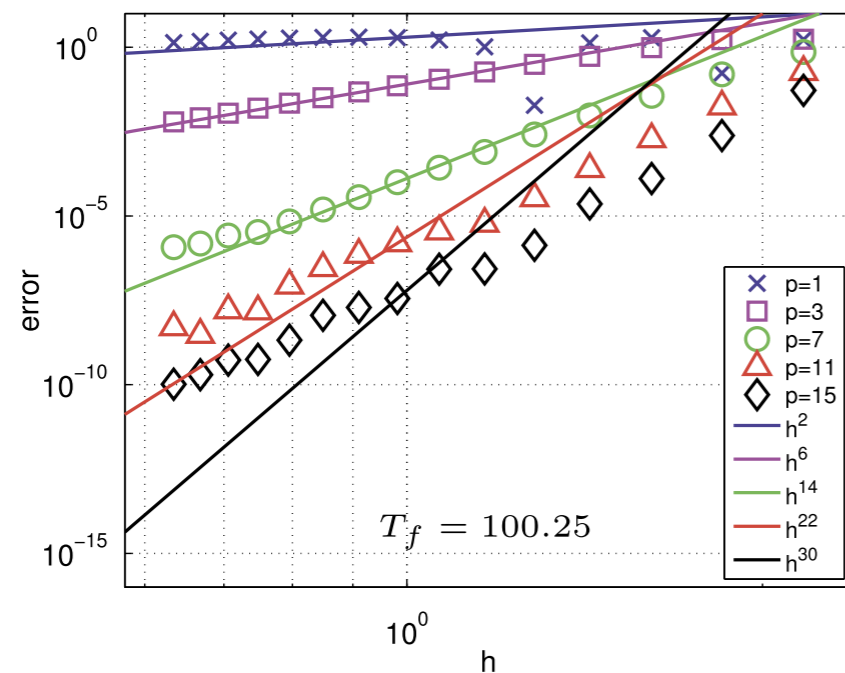 10^0
10^-5
10^-10
10^-15
error
T_f = 100.25
p=1
p=3
p=7
p=11
p=15
h^2
h^6
h^14
h^22
h^30
10^0
h